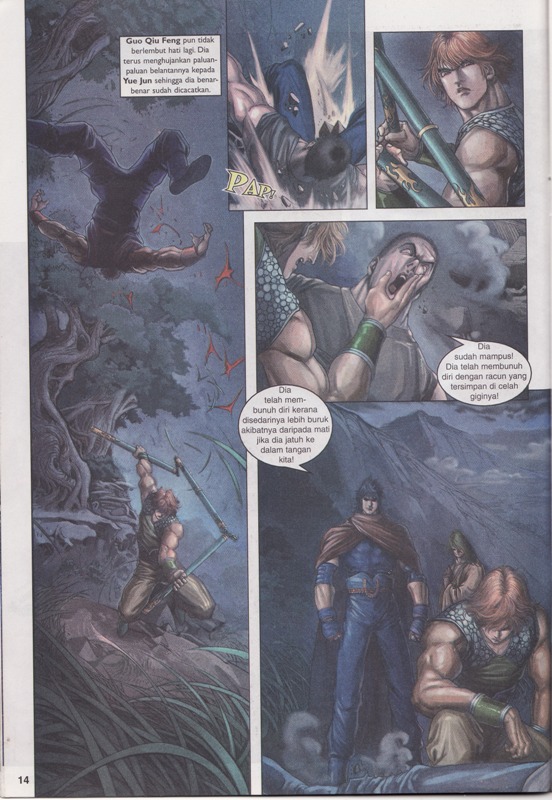 Guo Qiu Feng pun tidak
berlembut hati lagi. Dia
terus menghujankan paluan-
paluan belantannya kepada
Yue Jun sehingga dia benar-
benar sudah dicacatkan.
PAP!
Dia
sudah mampus!
Dia telah membunuh
diri dengan racun yang
tersimpan di celah
giginya!
Dia
telah mem-
bunuh diri kerana
disedarinya lebih buruk
akibatnya daripada mati
jika dia jatuh ke
dalam tangan
kita!
14